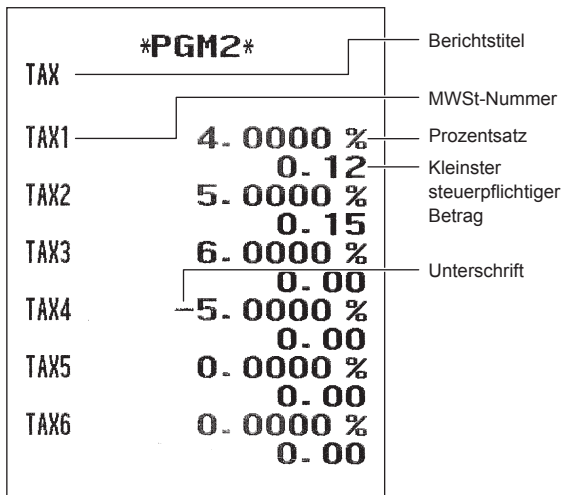 *PGM2*
Berichtstitel
TAX
MWSt-Nummer
TAX1 4.0000 % Prozentsatz
0.12 Kleinster
steuerpflichtiger
Betrag
TAX2 5.0000 %
0.15
TAX3 6.0000 %
0.00
Unterschrift
TAX4 -5.0000 %
0.00
TAX5 0.0000 %
0.00
TAX6 0.0000 %
0.00